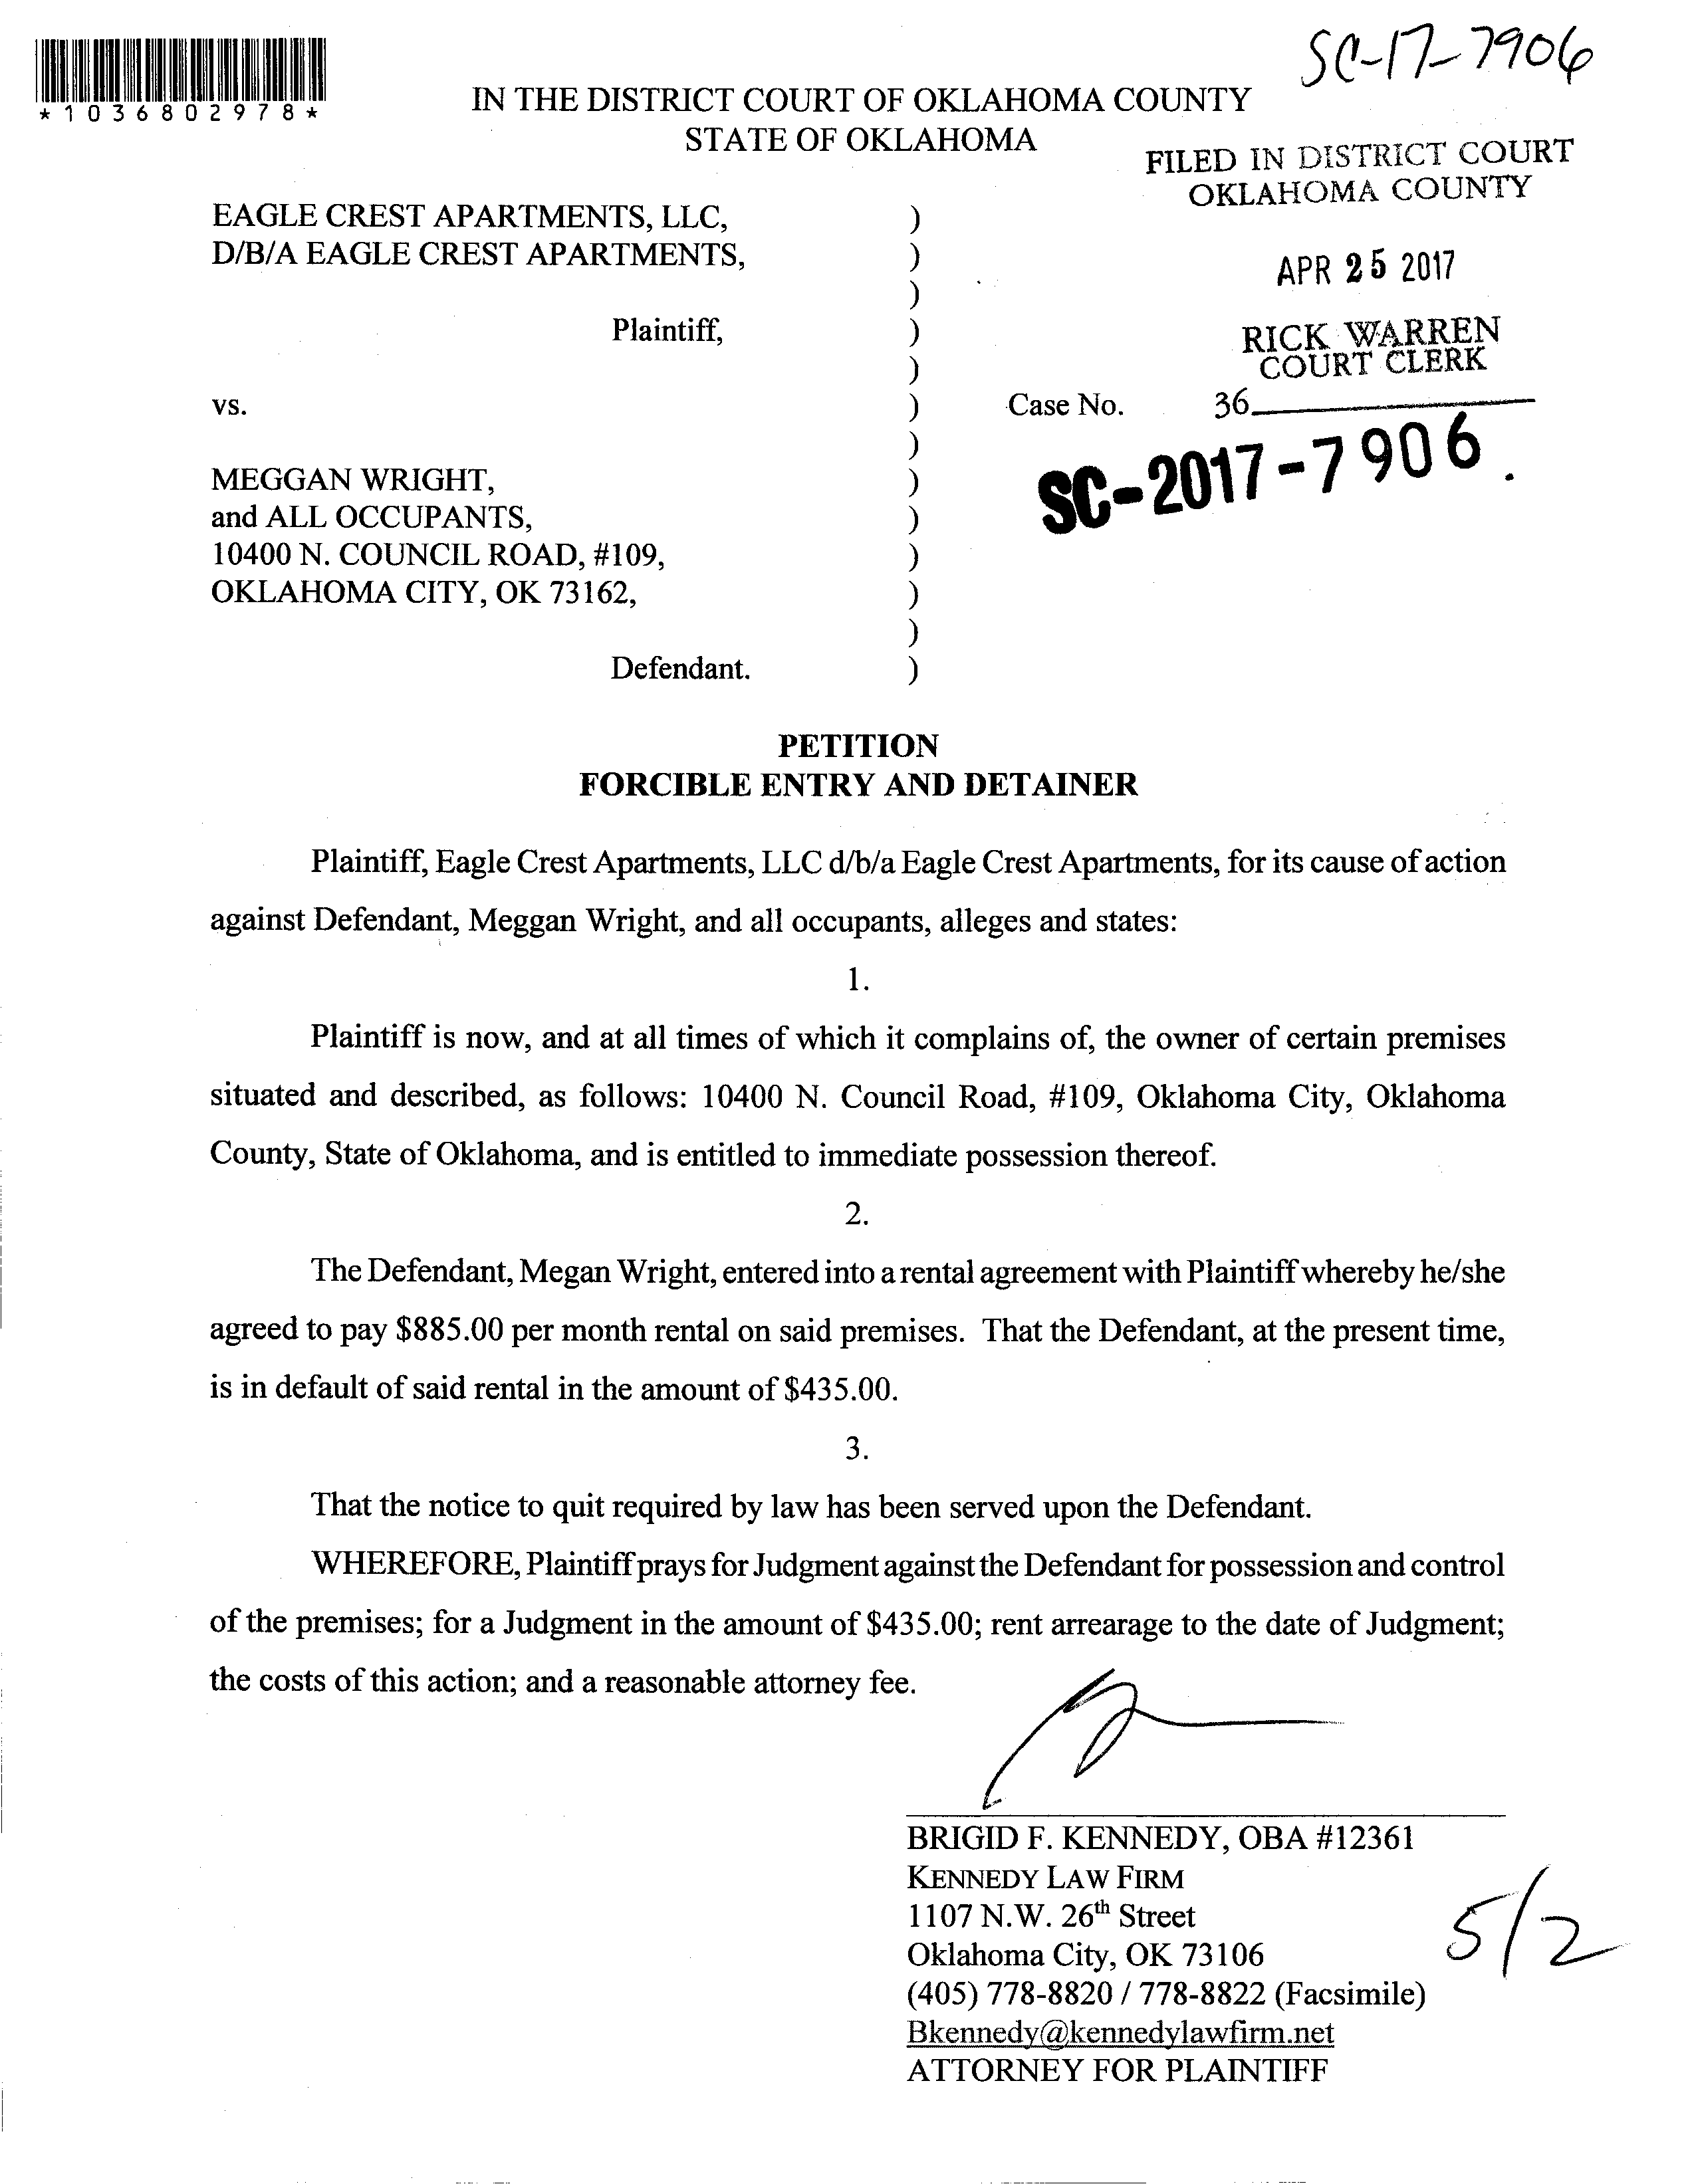 SC-17-7906
*1036802978*
IN THE DISTRICT COURT OF OKLAHOMA COUNTY
STATE OF OKLAHOMA
FILED IN DISTRICT COURT
OKLAHOMA COUNTY
EAGLE CREST APARTMENTS, LLC, )
D/B/A EAGLE CREST APARTMENTS, )
APR 25 2017
)
Plaintiff, )
RICK WARREN
COURT CLERK
)
vs. ) Case No. 36
)
SC-2017-7906.
MEGGAN WRIGHT, )
and ALL OCCUPANTS, )
10400 N. COUNCIL ROAD, #109, )
OKLAHOMA CITY, OK 73162, )
)
Defendant. )
PETITION
FORCIBLE ENTRY AND DETAINER
Plaintiff, Eagle Crest Apartments, LLC d/b/a Eagle Crest Apartments, for its cause of action
against Defendant, Meggan Wright, and all occupants, alleges and states:
1.
Plaintiff is now, and at all times of which it complains of, the owner of certain premises
situated and described, as follows: 10400 N. Council Road, #109, Oklahoma City, Oklahoma
County, State of Oklahoma, and is entitled to immediate possession thereof.
2.
The Defendant, Megan Wright, entered into a rental agreement with Plaintiff whereby he/she
agreed to pay $885.00 per month rental on said premises. That the Defendant, at the present time,
is in default of said rental in the amount of $435.00.
3.
That the notice to quit required by law has been served upon the Defendant.
WHEREFORE, Plaintiff prays for Judgment against the Defendant for possession and control
of the premises; for a Judgment in the amount of $435.00; rent arrearage to the date of Judgment;
the costs of this action; and a reasonable attorney fee.
BRIGID F. KENNEDY, OBA #12361
KENNEDY LAW FIRM
1107 N.W. 26th Street
Oklahoma City, OK 73106
(405) 778-8820 / 778-8822 (Facsimile)
Bkennedy@kennedylawfirm.net
ATTORNEY FOR PLAINTIFF
5/2